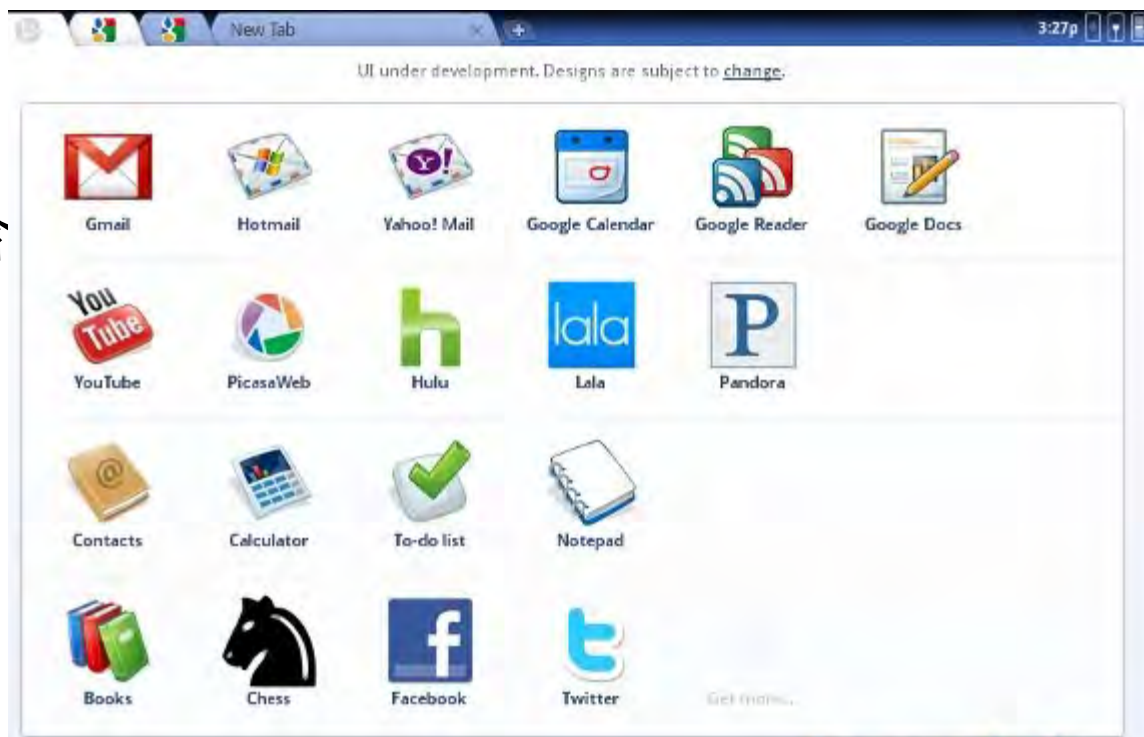 New Tab
3:27p
UI under development. Designs are subject to change.
Gmail Hotmail Yahoo! Mail Google Calendar Google Reader Google Docs
You
Tube
h lala P
YouTube PicasaWeb Hulu Lala Pandora
@
Contacts Calculator To-do list Notepad
f t
Books Chess Facebook Twitter Get more...